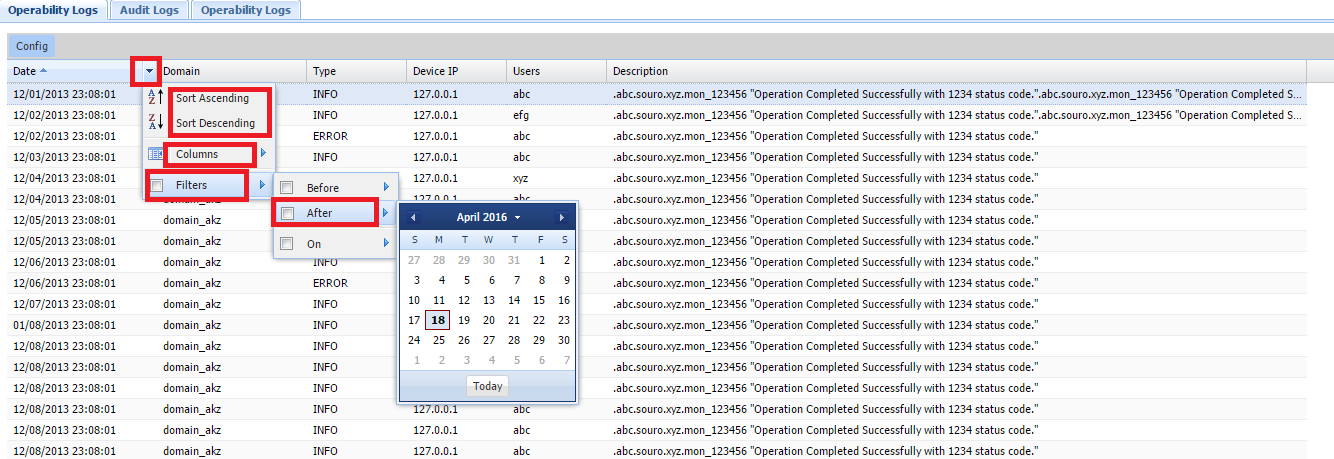 Operability Logs Audit Logs Operability Logs
Config
Date Domain Type Device IP Users Description
12/01/2013 23:08:01 INFO 127.0.0.1 abc .abc.souro.xyz.mon_123456 "Operation Completed Successfully with 1234 status code.".abc.souro.xyz.mon_123456 "Operation Completed S...
12/02/2013 23:08:01 INFO 127.0.0.1 efg .abc.souro.xyz.mon_123456 "Operation Completed Successfully with 1234 status code.".abc.souro.xyz.mon_123456 "Operation Completed S...
12/02/2013 23:08:01 ERROR 127.0.0.1 abc .abc.souro.xyz.mon_123456 "Operation Completed Successfully with 1234 status code."
12/03/2013 23:08:01 INFO 127.0.0.1 abc .abc.souro.xyz.mon_123456 "Operation Completed Successfully with 1234 status code."
12/04/2013 23:08:01 INFO 127.0.0.1 xyz .abc.souro.xyz.mon_123456 "Operation Completed Successfully with 1234 status code."
12/04/2013 23:08:01 domain_akz 127.0.0.1 abc .abc.souro.xyz.mon_123456 "Operation Completed Successfully with 1234 status code."
12/05/2013 23:08:01 domain_akz .abc.souro.xyz.mon_123456 "Operation Completed Successfully with 1234 status code."
12/05/2013 23:08:01 domain_akz .abc.souro.xyz.mon_123456 "Operation Completed Successfully with 1234 status code."
12/06/2013 23:08:01 domain_akz INFO .abc.souro.xyz.mon_123456 "Operation Completed Successfully with 1234 status code."
12/06/2013 23:08:01 domain_akz ERROR .abc.souro.xyz.mon_123456 "Operation Completed Successfully with 1234 status code."
12/07/2013 23:08:01 domain_akz INFO .abc.souro.xyz.mon_123456 "Operation Completed Successfully with 1234 status code."
01/08/2013 23:08:01 domain_akz INFO .abc.souro.xyz.mon_123456 "Operation Completed Successfully with 1234 status code."
12/08/2013 23:08:01 domain_akz INFO .abc.souro.xyz.mon_123456 "Operation Completed Successfully with 1234 status code."
12/08/2013 23:08:01 domain_akz INFO .abc.souro.xyz.mon_123456 "Operation Completed Successfully with 1234 status code."
12/08/2013 23:08:01 domain_akz INFO .abc.souro.xyz.mon_123456 "Operation Completed Successfully with 1234 status code."
12/08/2013 23:08:01 domain_akz INFO 127.0.0.1 abc .abc.souro.xyz.mon_123456 "Operation Completed Successfully with 1234 status code."
12/08/2013 23:08:01 domain_akz INFO 127.0.0.1 abc .abc.souro.xyz.mon_123456 "Operation Completed Successfully with 1234 status code."
12/08/2013 23:08:01 domain_akz INFO 127.0.0.1 abc .abc.souro.xyz.mon_123456 "Operation Completed Successfully with 1234 status code."
A Z Sort Ascending
Z A Sort Descending
Columns
Filters
Before
After
On
April 2016
S M T W T F S
27 28 29 30 31 1 2
3 4 5 6 7 8 9
10 11 12 13 14 15 16
17 18 19 20 21 22 23
24 25 26 27 28 29 30
1 2 3 4 5 6 7
Today